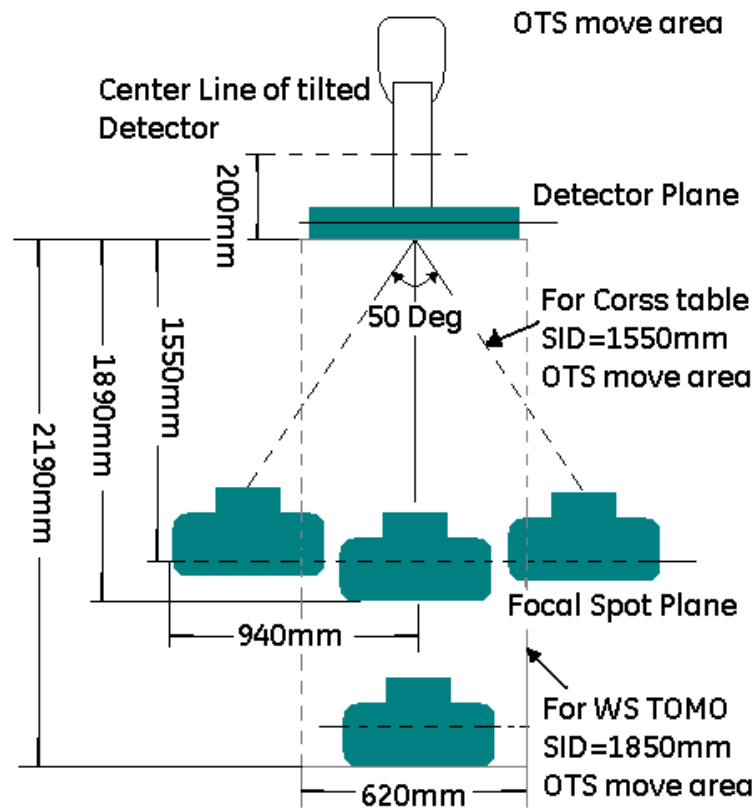 OTS move area
Center Line of tilted
Detector
200mm
Detector Plane
50 Deg
For Corss table
SID=1550mm
OTS move area
1550mm
1890mm
2190mm
Focal Spot Plane
940mm
For WS TOMO
SID=1850mm
OTS move area
620mm